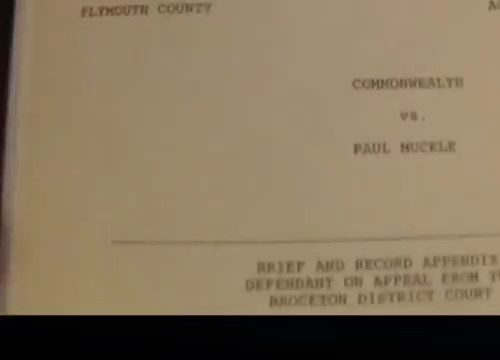 PLYMOUTH COUNTY
COMMONWEALTH
vs.
PAUL MUCKLE
BRIEF AND RECORD APPENDIX
DEFENDANT ON APPEAL FROM
BROCKTON DISTRICT COURT